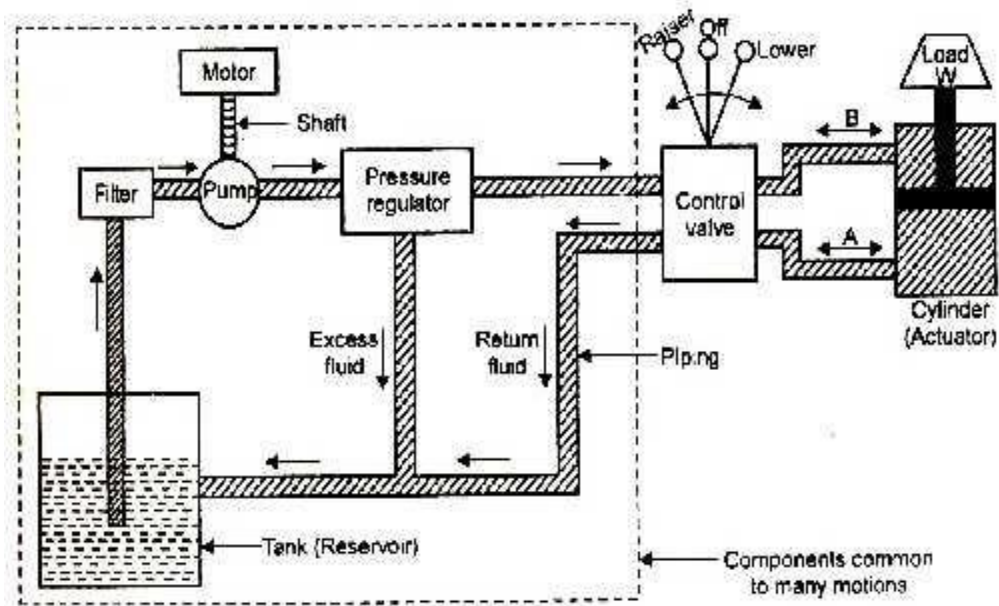 Motor
Shaft
Filter
Pump
Pressure
regulator
Raiser
Off
Lower
Control
valve
B
A
Load
W
Cylinder
(Actuator)
Excess
fluid
Return
fluid
Piping
Tank (Reservoir)
Components common
to many motions